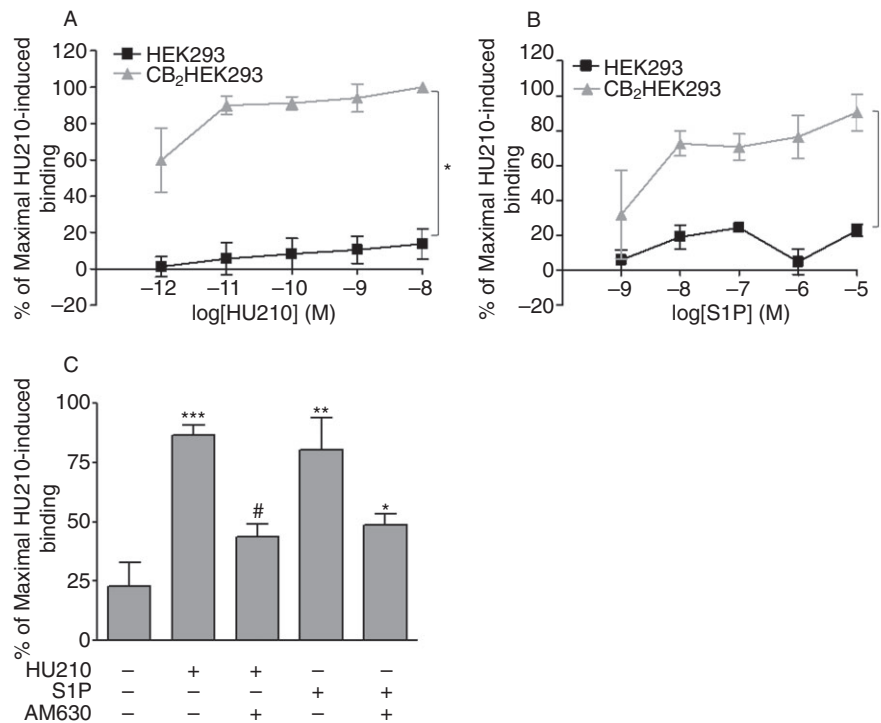 A
% of Maximal HU210-induced
binding
120
100
80
60
40
20
0
–20
HEK293
CB₂HEK293
*
–12 –11 –10 –9 –8
log[HU210] (M)
B
% of Maximal HU210-induced
binding
120
100
80
60
40
20
0
–20
HEK293
CB₂HEK293
–9 –8 –7 –6 –5
log[S1P] (M)
C
% of Maximal HU210-induced
binding
100
75
50
25
0
*** # ** *
HU210 – + + – –
S1P – – – + +
AM630 – – + – +